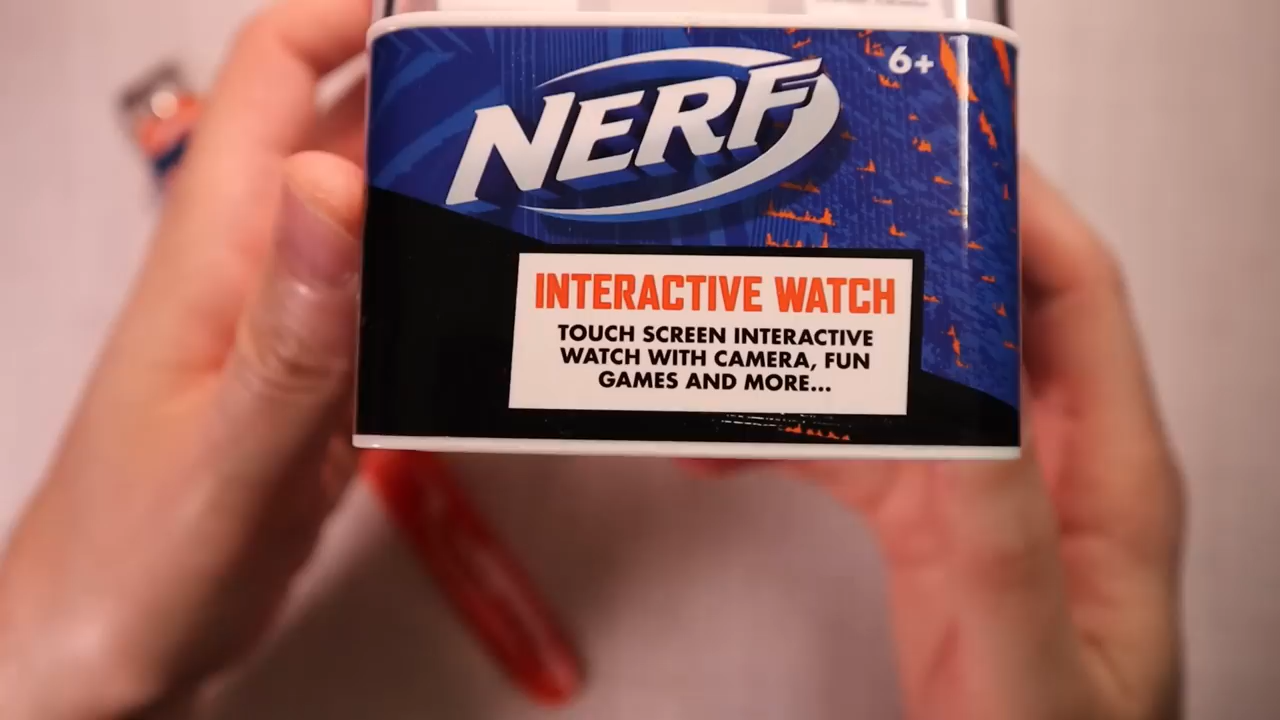 NERF
6+
INTERACTIVE WATCH
TOUCH SCREEN INTERACTIVE
WATCH WITH CAMERA, FUN
GAMES AND MORE...